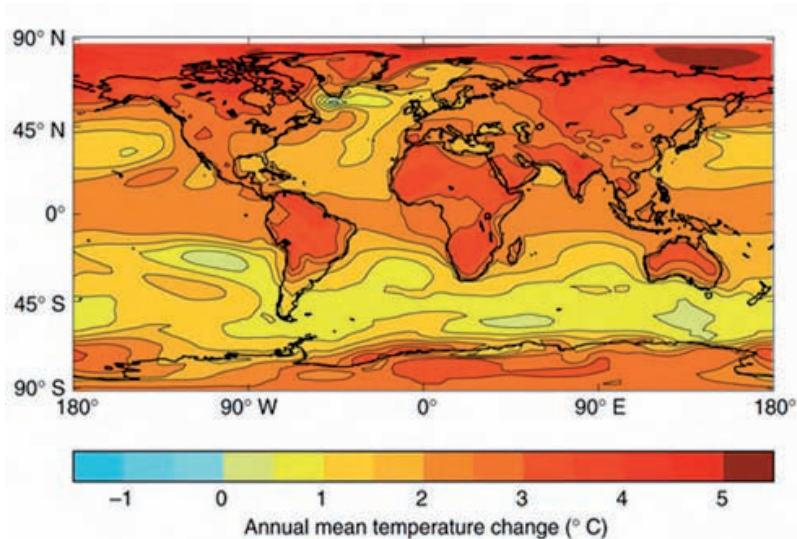 90° N
45° N
0°
45° S
90° S
180° 90° W 0° 90° E 180°
−1 0 1 2 3 4 5
Annual mean temperature change (° C)